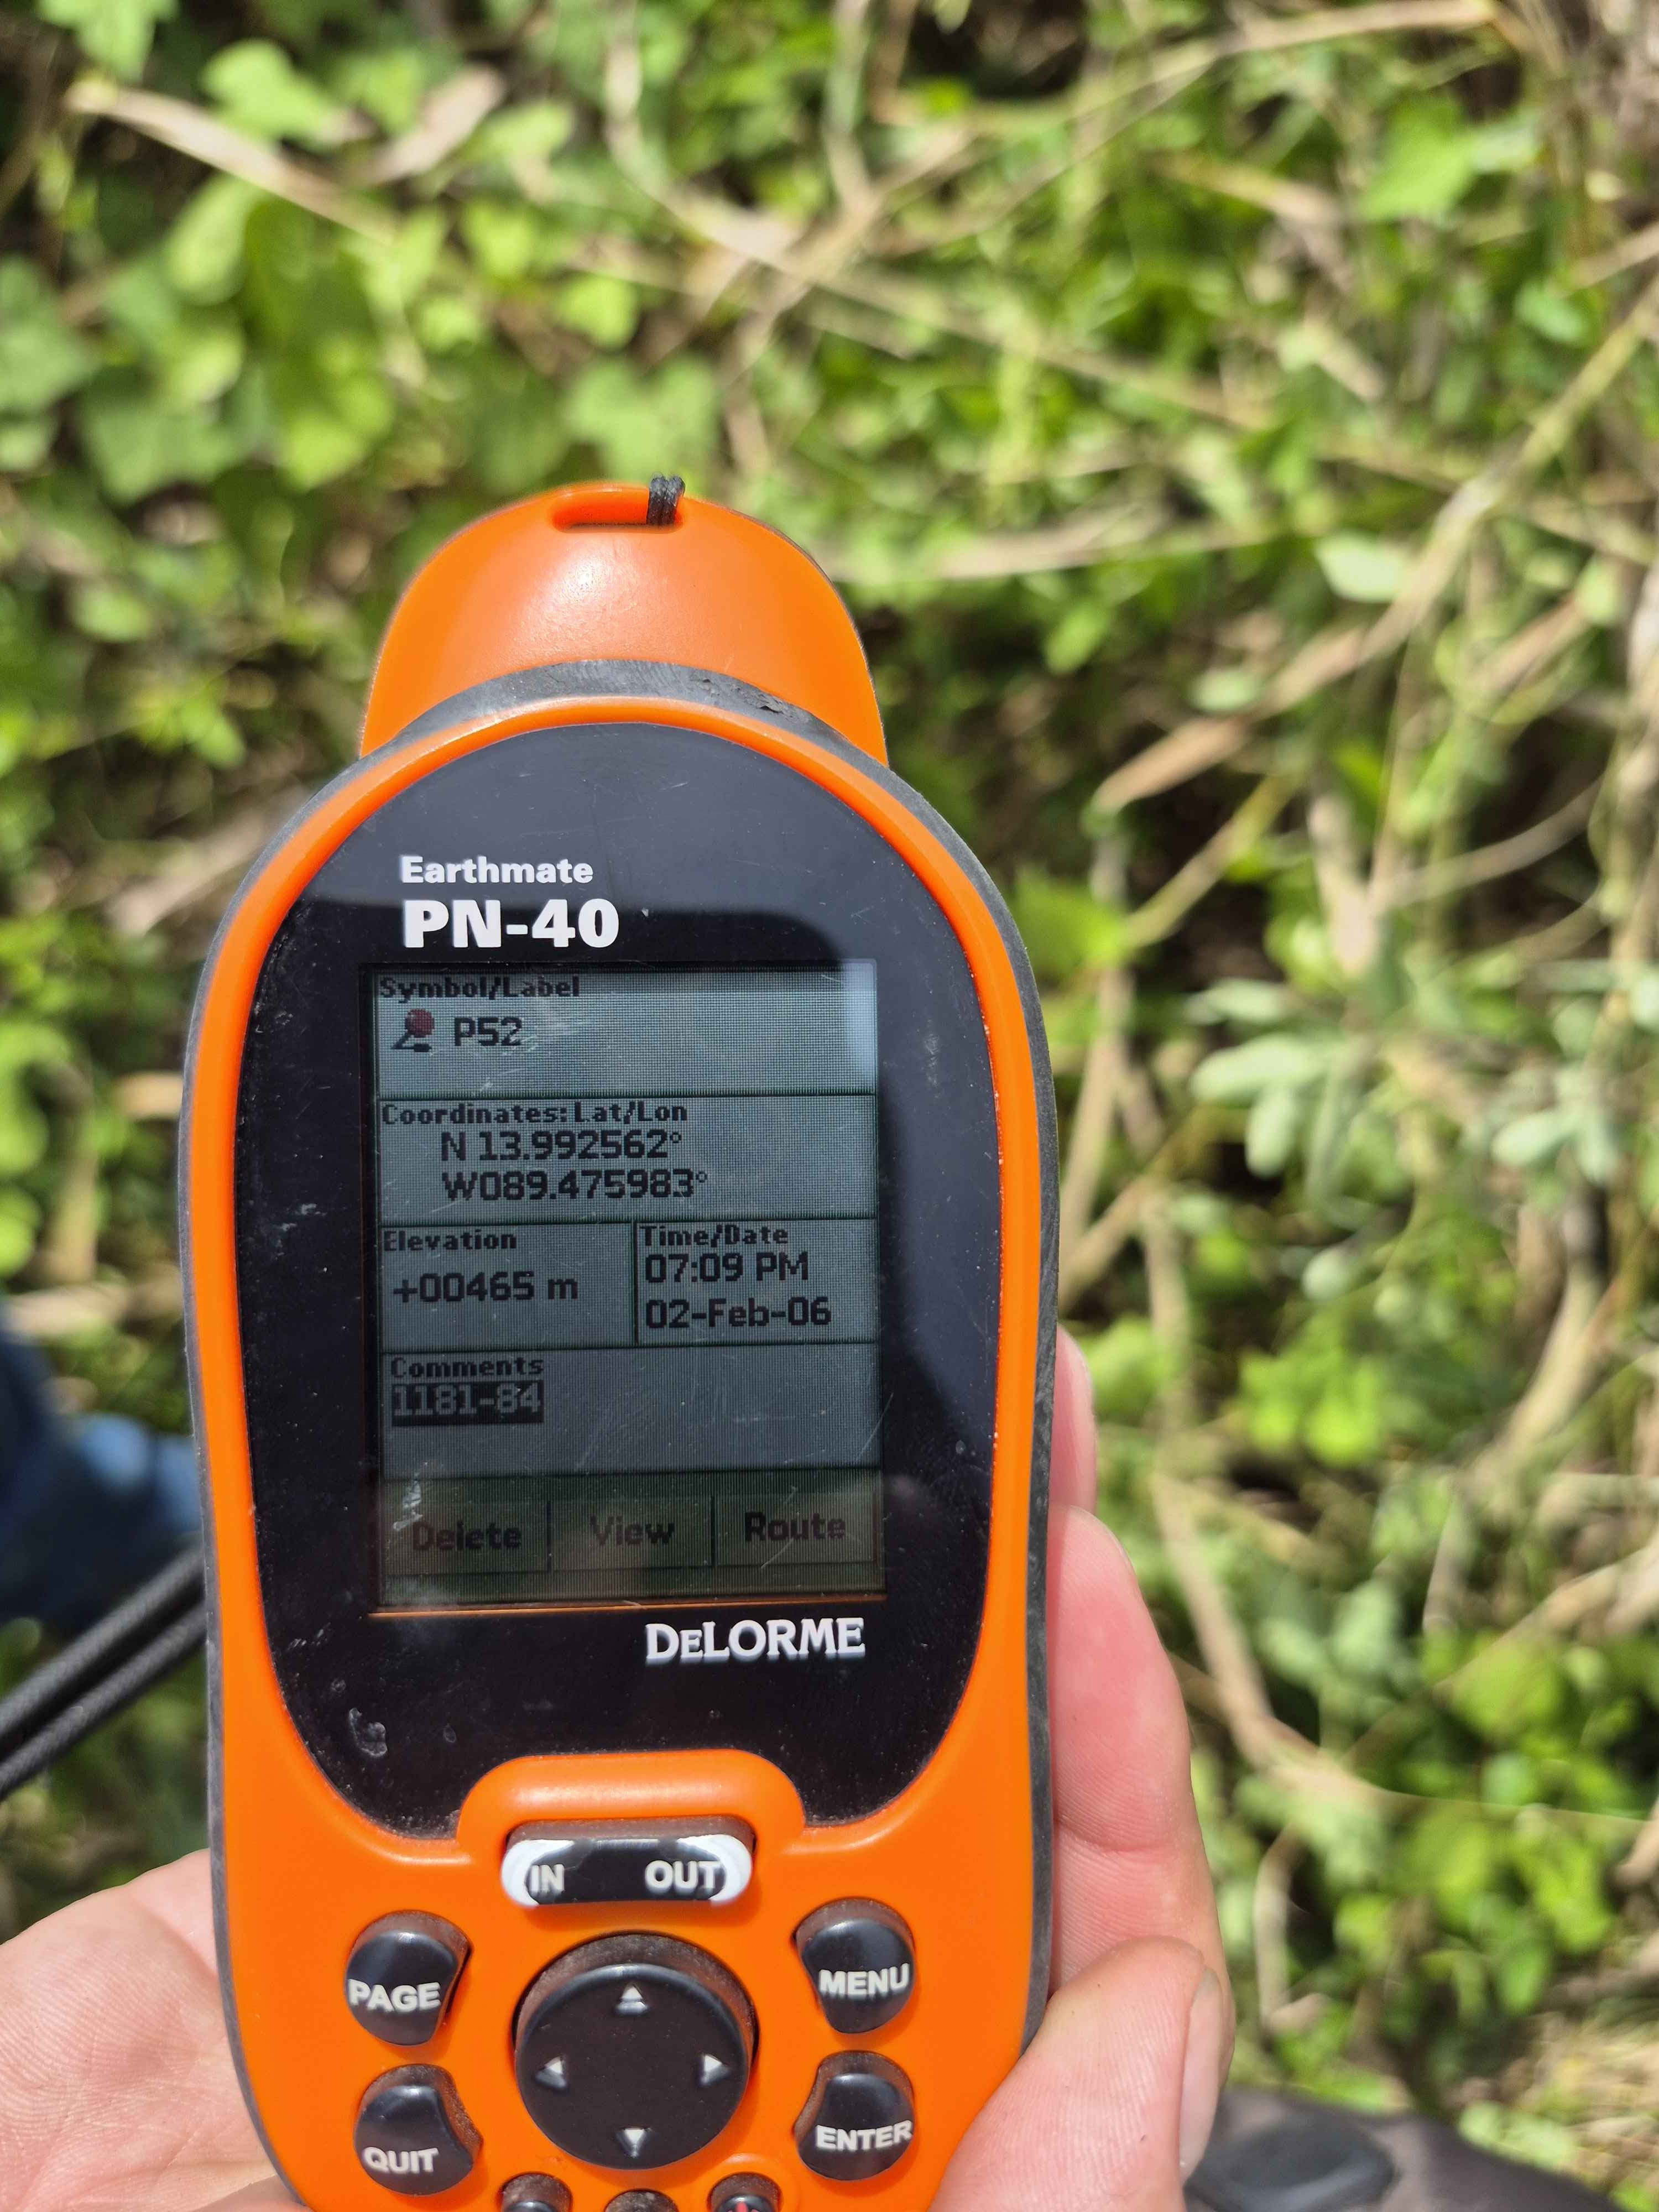 Earthmate
PN-40
Symbol/Label
P52
Coordinates: Lat/Lon
N 13.992562°
W089.475983°
Elevation
+00465 m
Time/Date
07:09 PM
02-Feb-06
Comments
1181-84
Delete View Route
DELORME
IN OUT
PAGE MENU
QUIT ENTER